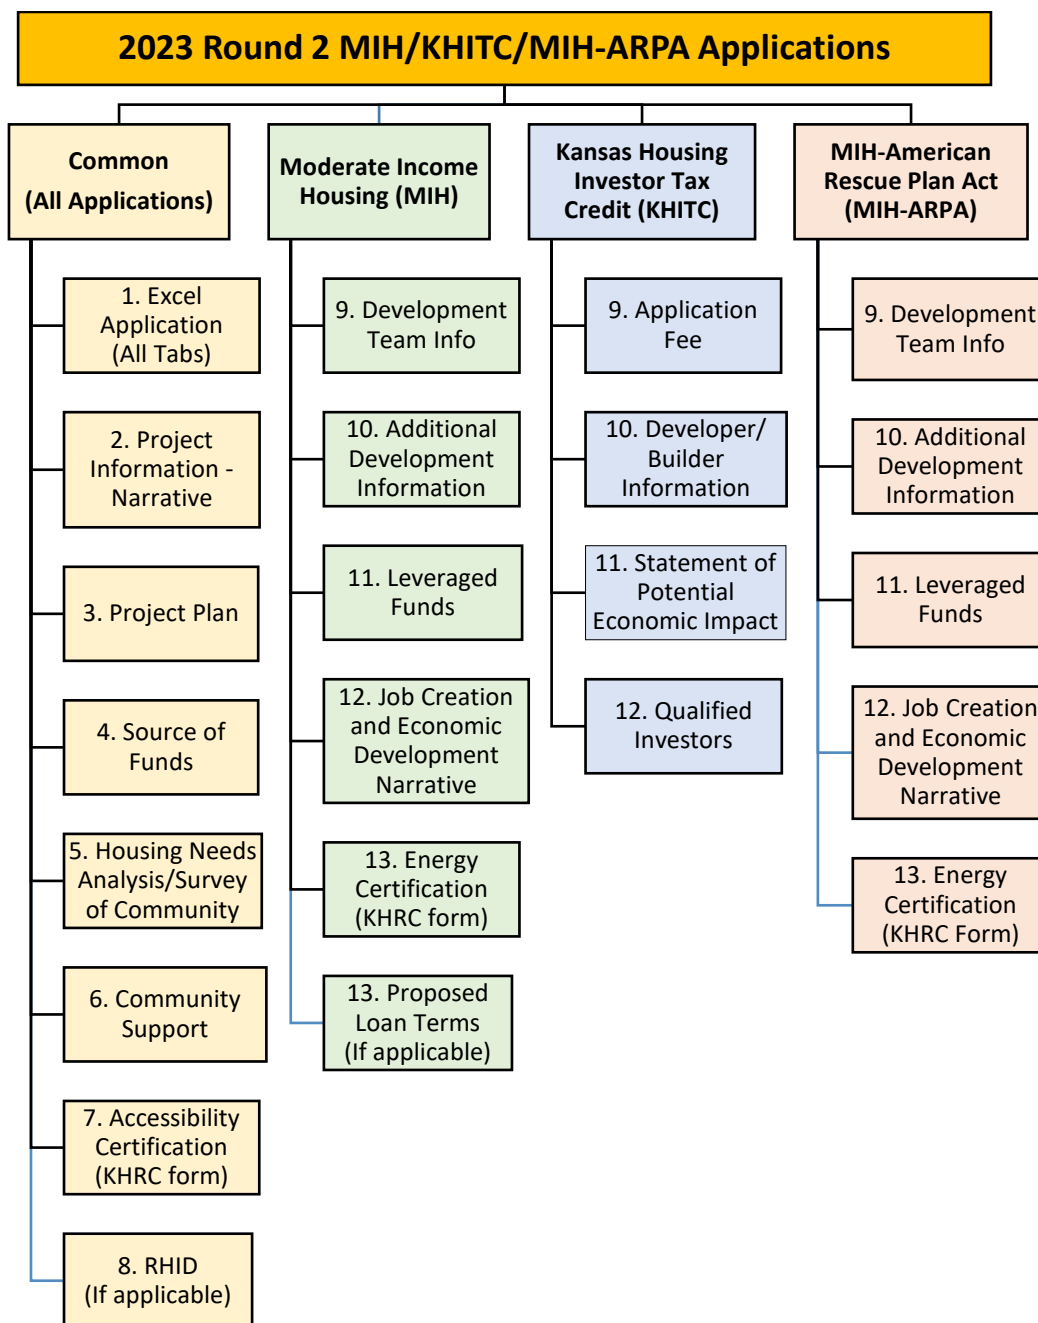 2023 Round 2 MIH/KHITC/MIH-ARPA Applications
Common
(All Applications)
1. Excel
Application
(All Tabs)
2. Project
Information -
Narrative
3. Project Plan
4. Source of
Funds
5. Housing Needs
Analysis/Survey
of Community
6. Community
Support
7. Accessibility
Certification
(KHRC form)
8. RHID
(If applicable)
Moderate Income
Housing (MIH)
9. Development
Team Info
10. Additional
Development
Information
11. Leveraged
Funds
12. Job Creation
and Economic
Development
Narrative
13. Energy
Certification
(KHRC form)
13. Proposed
Loan Terms
(If applicable)
Kansas Housing
Investor Tax
Credit (KHITC)
9. Application
Fee
10. Developer/
Builder
Information
11. Statement of
Potential
Economic Impact
12. Qualified
Investors
MIH-American
Rescue Plan Act
(MIH-ARPA)
9. Development
Team Info
10. Additional
Development
Information
11. Leveraged
Funds
12. Job Creation
and Economic
Development
Narrative
13. Energy
Certification
(KHRC Form)